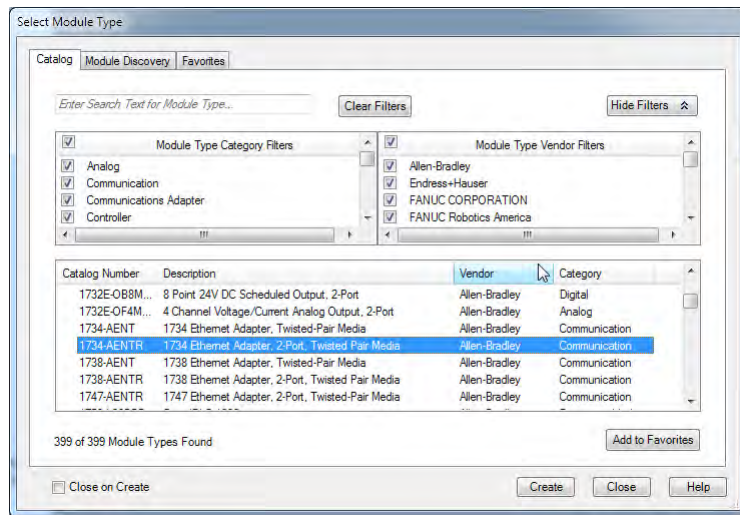 Select Module Type
Catalog Module Discovery Favorites
Enter Search Text for Module Type... Clear Filters Hide Filters
Module Type Category Filters Module Type Vendor Filters
Analog Allen-Bradley
Communication Endress+Hauser
Communications Adapter FANUC CORPORATION
Controller FANUC Robotics America
Catalog Number Description Vendor Category
1732E-OB8M... 8 Point 24V DC Scheduled Output, 2-Port Allen-Bradley Digital
1732E-OF4M... 4 Channel Voltage/Current Analog Output, 2-Port Allen-Bradley Analog
1734-AENT 1734 Ethernet Adapter, Twisted-Pair Media Allen-Bradley Communication
1734-AENTR 1734 Ethernet Adapter, 2-Port, Twisted Pair Media Allen-Bradley Communication
1738-AENT 1738 Ethernet Adapter, Twisted-Pair Media Allen-Bradley Communication
1738-AENTR 1738 Ethernet Adapter, 2-Port, Twisted Pair Media Allen-Bradley Communication
1747-AENTR 1747 Ethernet Adapter, 2-Port, Twisted Pair Media Allen-Bradley Communication
399 of 399 Module Types Found Add to Favorites
Close on Create Create Close Help